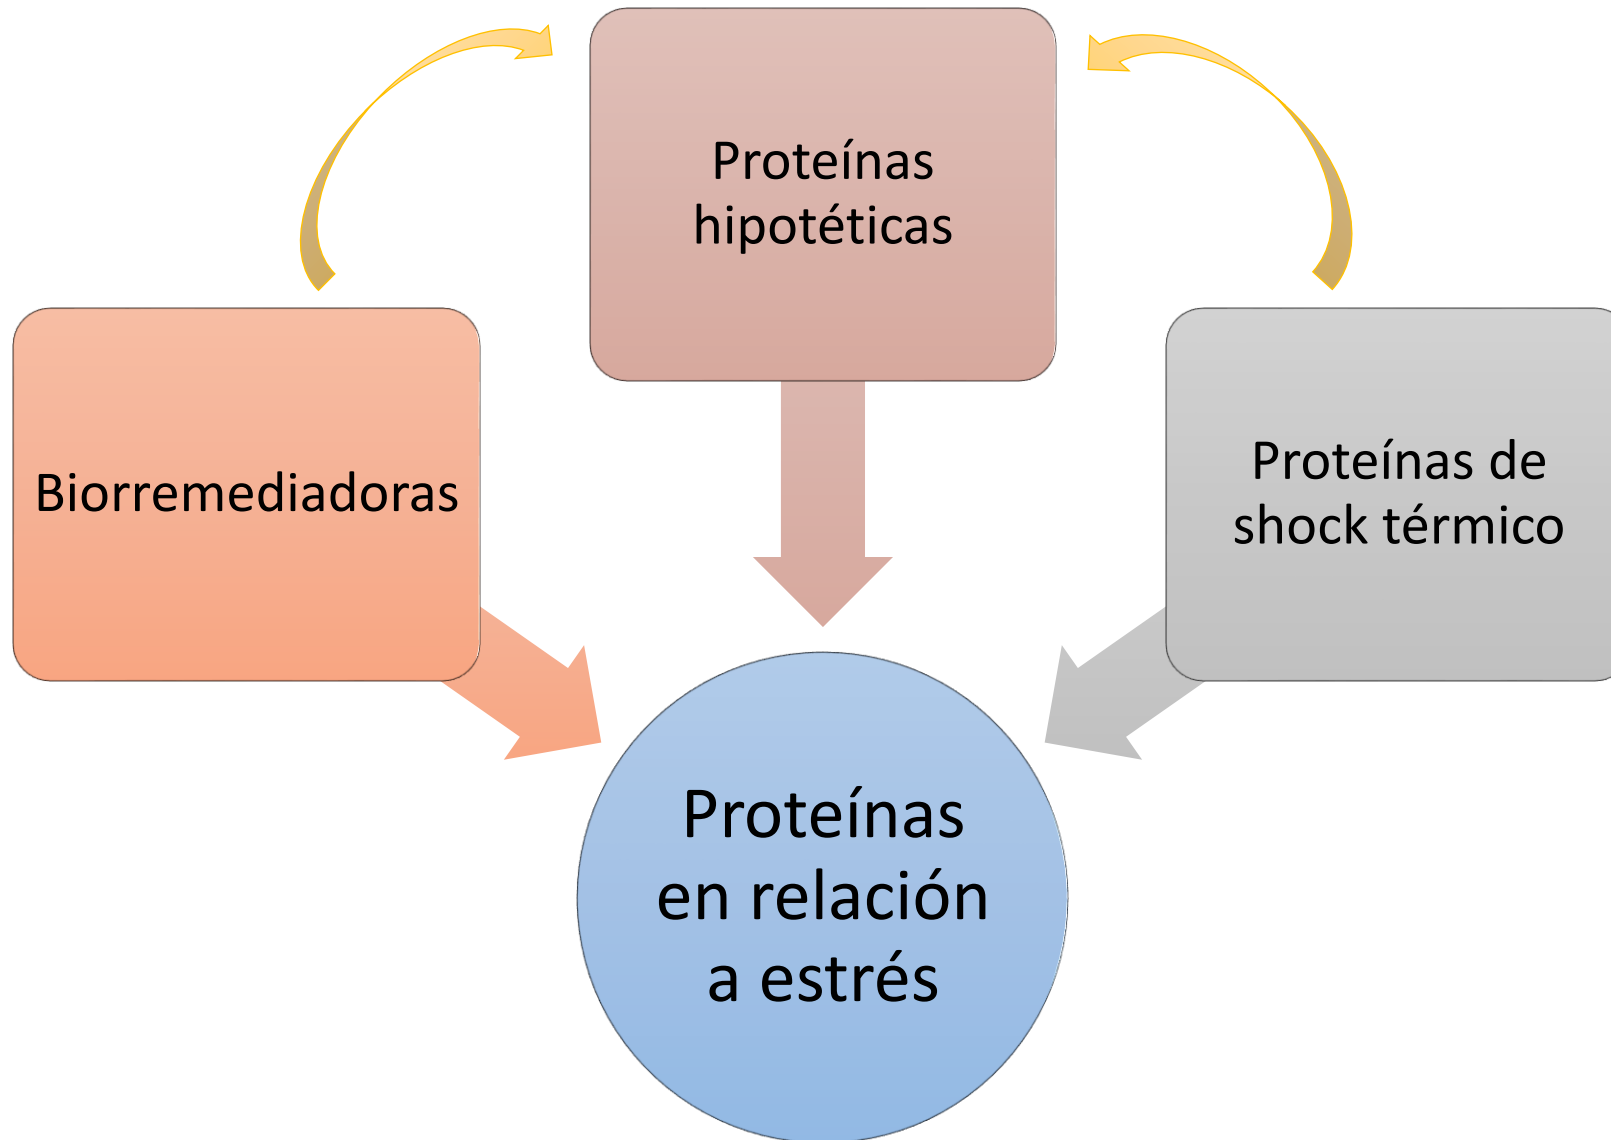 Proteínas
hipotéticas
Biorremediadoras
Proteínas de
shock térmico
Proteínas
en relación
a estrés